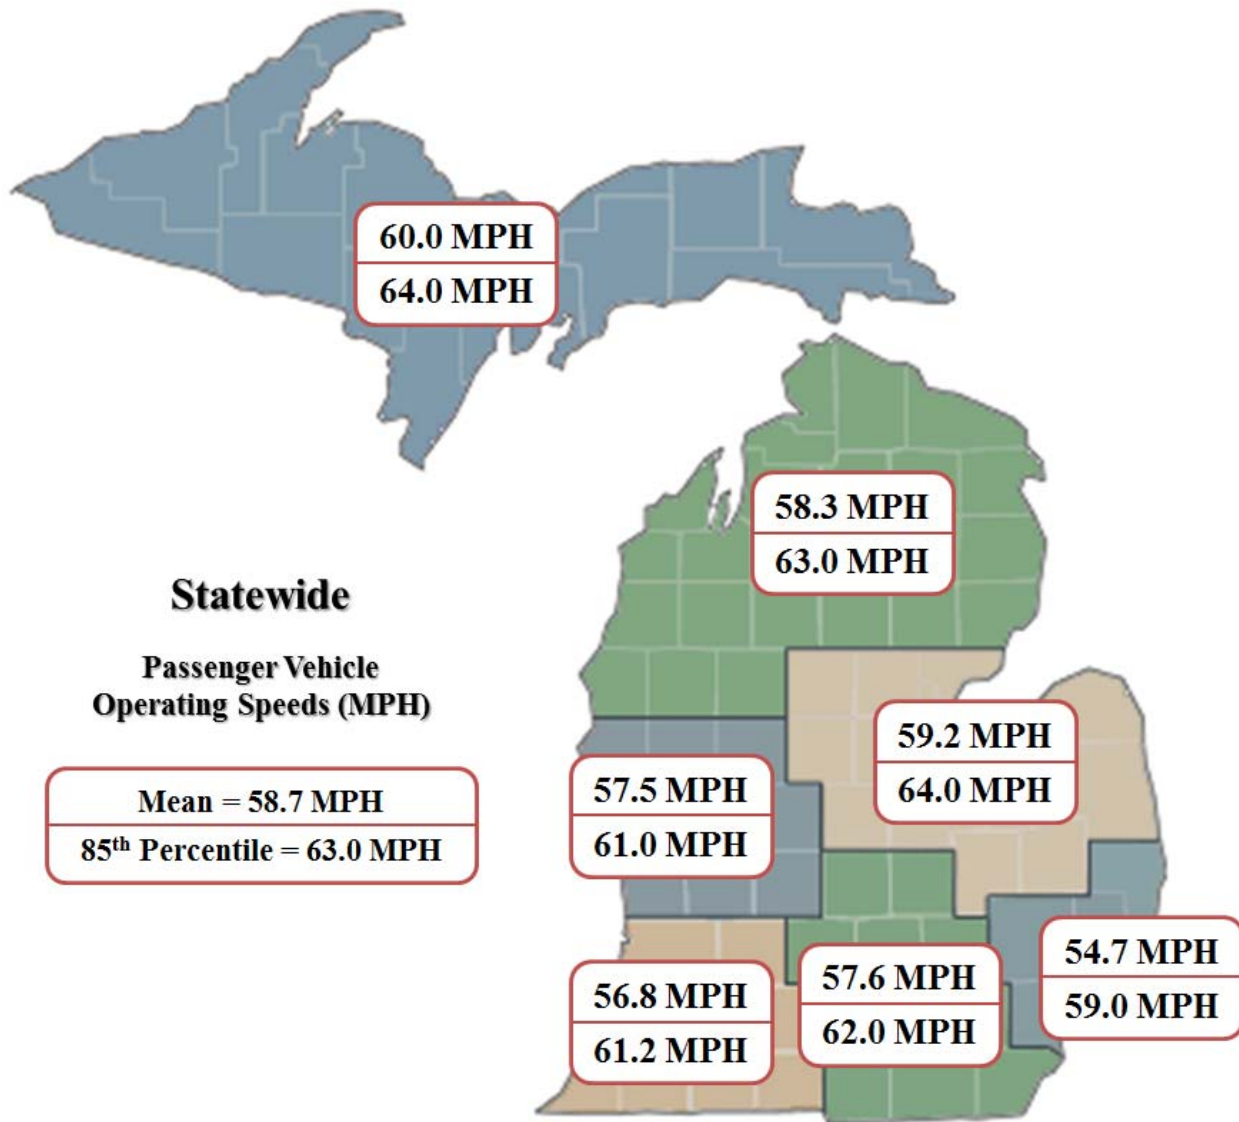 60.0 MPH
64.0 MPH
58.3 MPH
63.0 MPH
Statewide
Passenger Vehicle
Operating Speeds (MPH)
Mean = 58.7 MPH
85th Percentile = 63.0 MPH
59.2 MPH
64.0 MPH
57.5 MPH
61.0 MPH
54.7 MPH
59.0 MPH
57.6 MPH
62.0 MPH
56.8 MPH
61.2 MPH